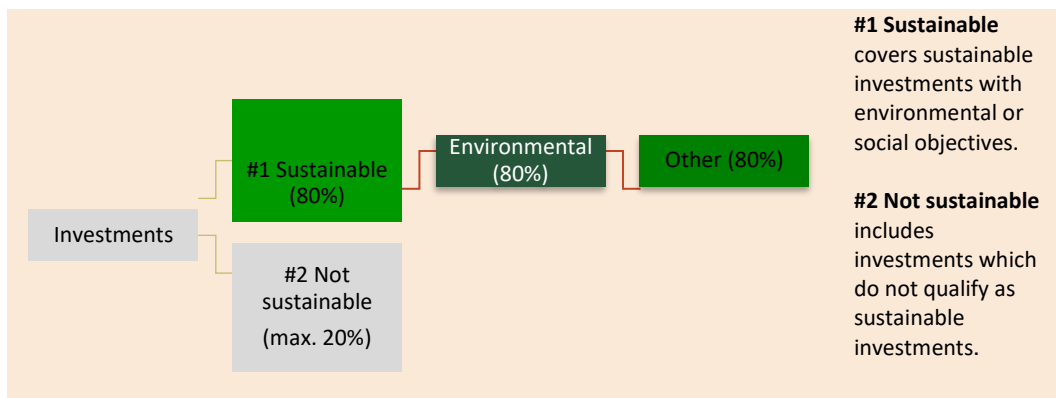 Investments
#1 Sustainable
(80%)
#2 Not
sustainable
(max. 20%)
Environmental
(80%)
Other (80%)
#1 Sustainable
covers sustainable
investments with
environmental or
social objectives.
#2 Not sustainable
includes
investments which
do not qualify as
sustainable
investments.